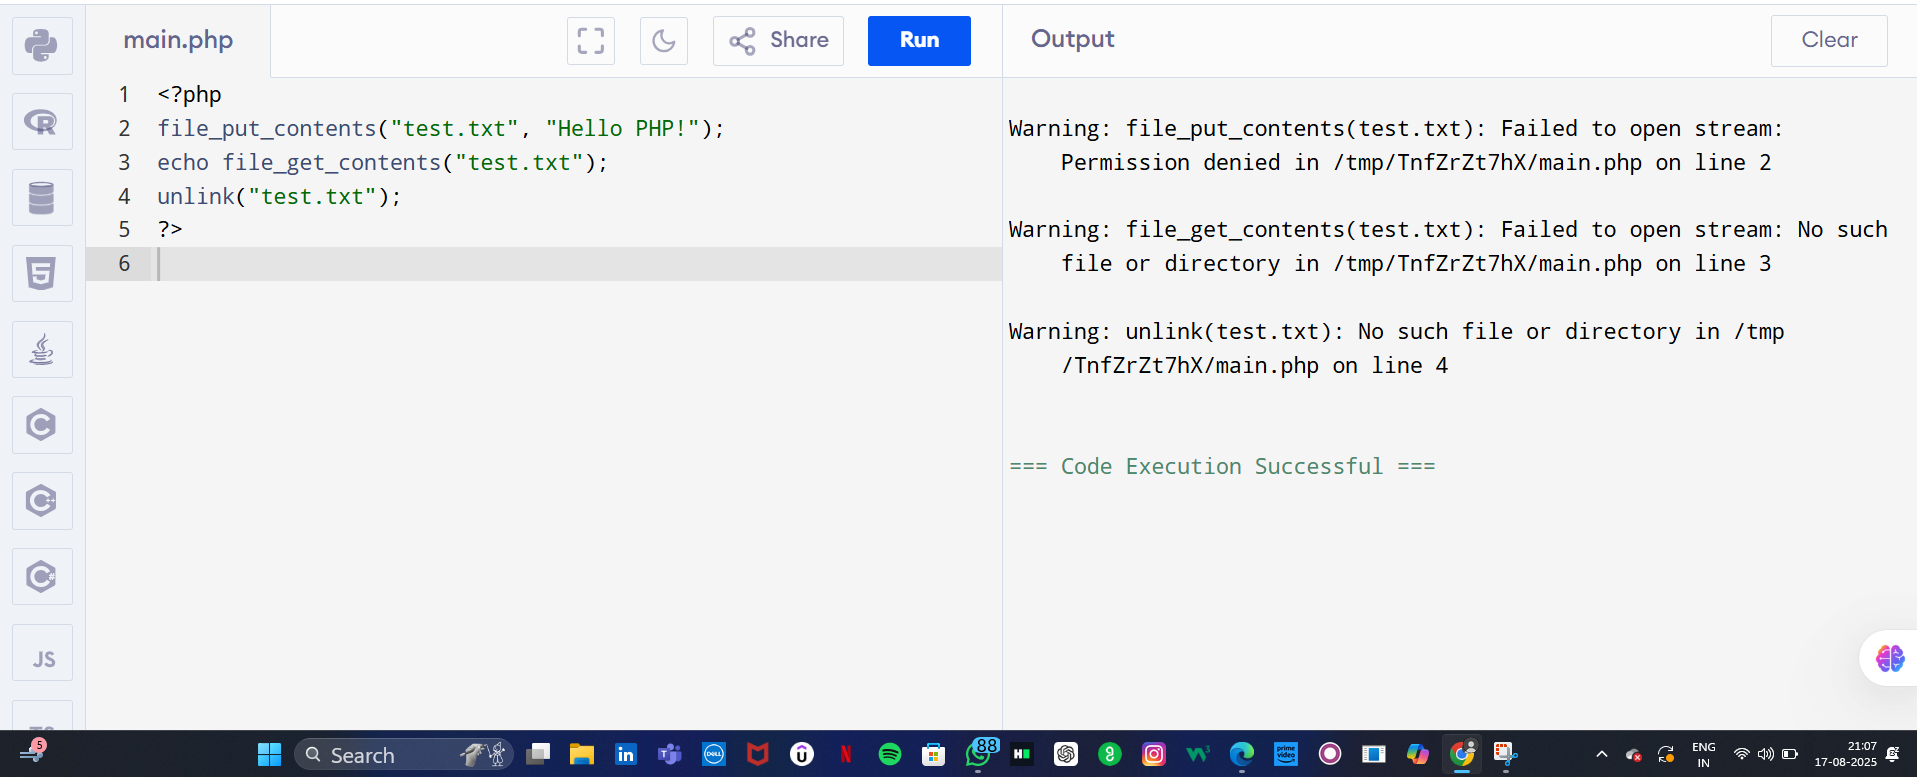 main.php
Share
Run
Output
Clear
1 <?php
2 file_put_contents("test.txt", "Hello PHP!");
3 echo file_get_contents("test.txt");
4 unlink("test.txt");
5 ?>
6
Warning: file_put_contents(test.txt): Failed to open stream:
Permission denied in /tmp/TnfZrZt7hX/main.php on line 2
Warning: file_get_contents(test.txt): Failed to open stream: No such
file or directory in /tmp/TnfZrZt7hX/main.php on line 3
Warning: unlink(test.txt): No such file or directory in /tmp
/TnfZrZt7hX/main.php on line 4
=== Code Execution Successful ===
R
5
C
C++
C#
JS
5
Search
in
T
DELL
U
N
88
H
prime video
ENG
IN
21:07
17-08-2025